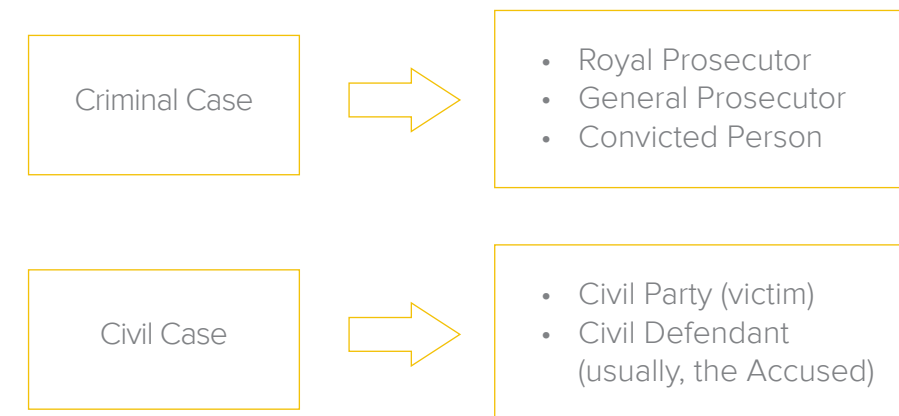 Criminal Case
• Royal Prosecutor
• General Prosecutor
• Convicted Person
Civil Case
• Civil Party (victim)
• Civil Defendant
(usually, the Accused)